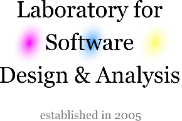 Laboratory for
Software
Design & Analysis
established in 2005